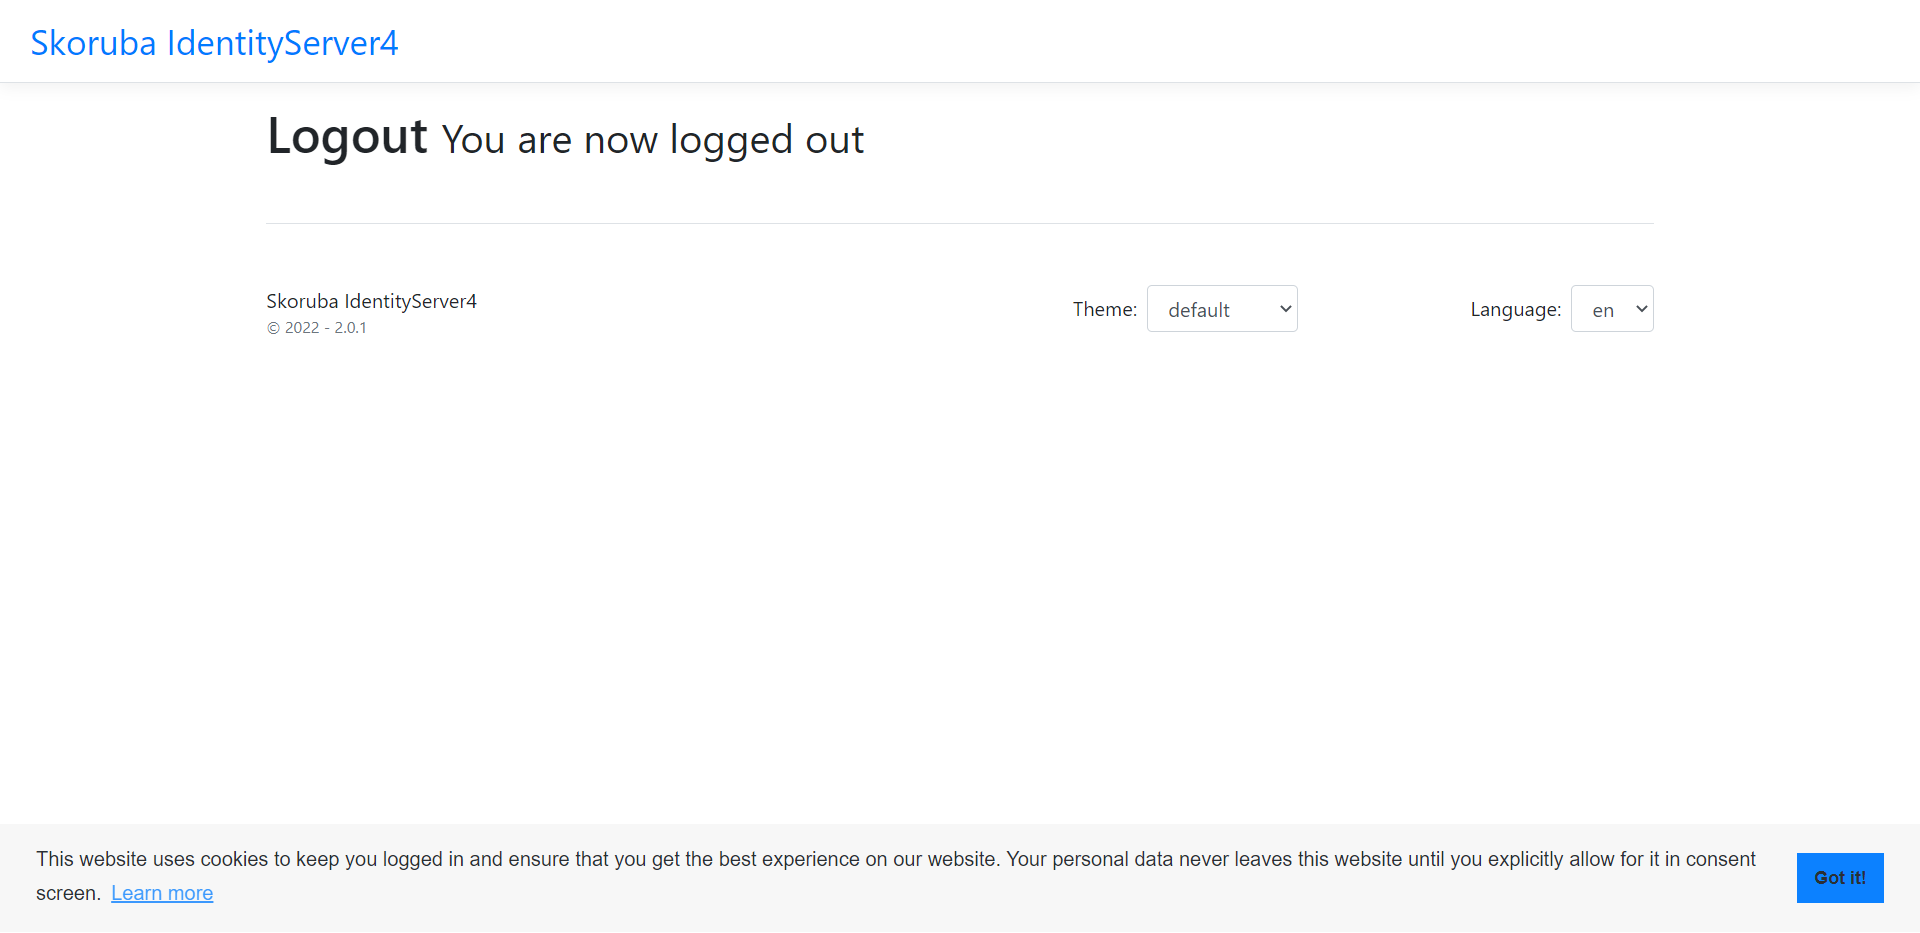 Skoruba IdentityServer4
Logout You are now logged out
Skoruba IdentityServer4
© 2022 - 2.0.1
Theme: default
Language: en
This website uses cookies to keep you logged in and ensure that you get the best experience on our website. Your personal data never leaves this website until you explicitly allow for it in consent
screen. Learn more
Got it!